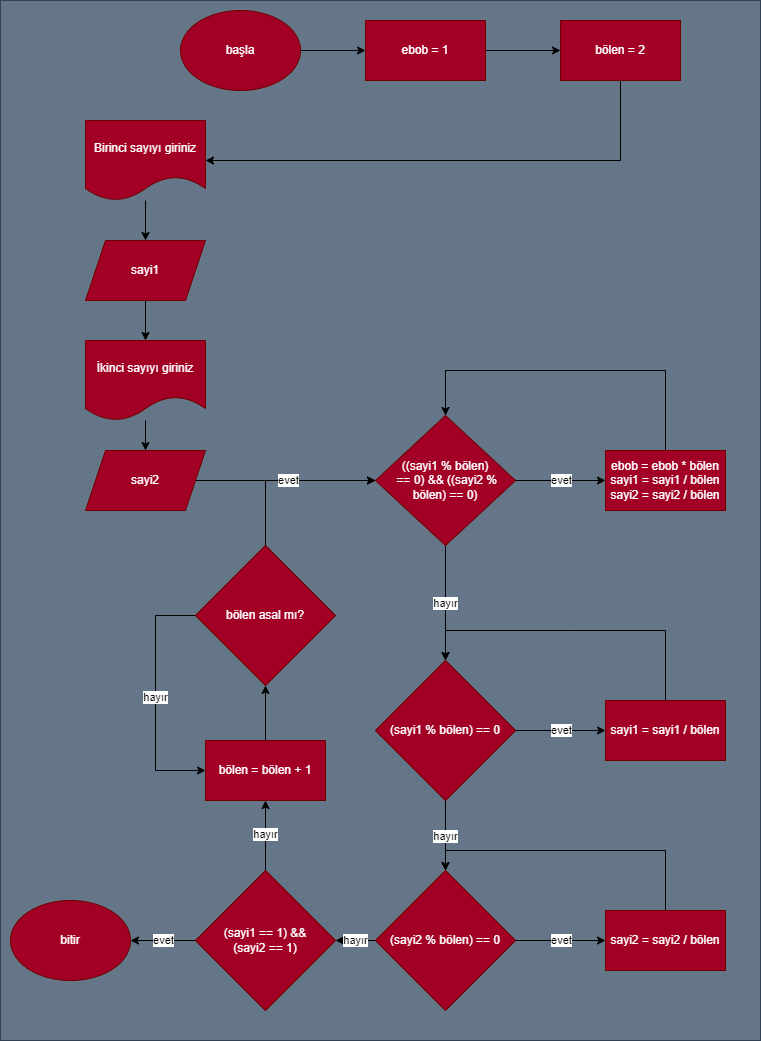 başla
ebob = 1
bölen = 2
Birinci sayıyı giriniz
sayi1
İkinci sayıyı giriniz
sayi2
evet
((sayi1 % bölen)
== 0) && ((sayi2 %
bölen) == 0)
evet
ebob = ebob * bölen
sayi1 = sayi1 / bölen
sayi2 = sayi2 / bölen
hayır
bölen asal mı?
hayır
(sayi1 % bölen) == 0
evet
sayi1 = sayi1 / bölen
bölen = bölen + 1
hayır
hayır
bitir
evet
(sayi1 == 1) &&
(sayi2 == 1)
hayır
(sayi2 % bölen) == 0
evet
sayi2 = sayi2 / bölen